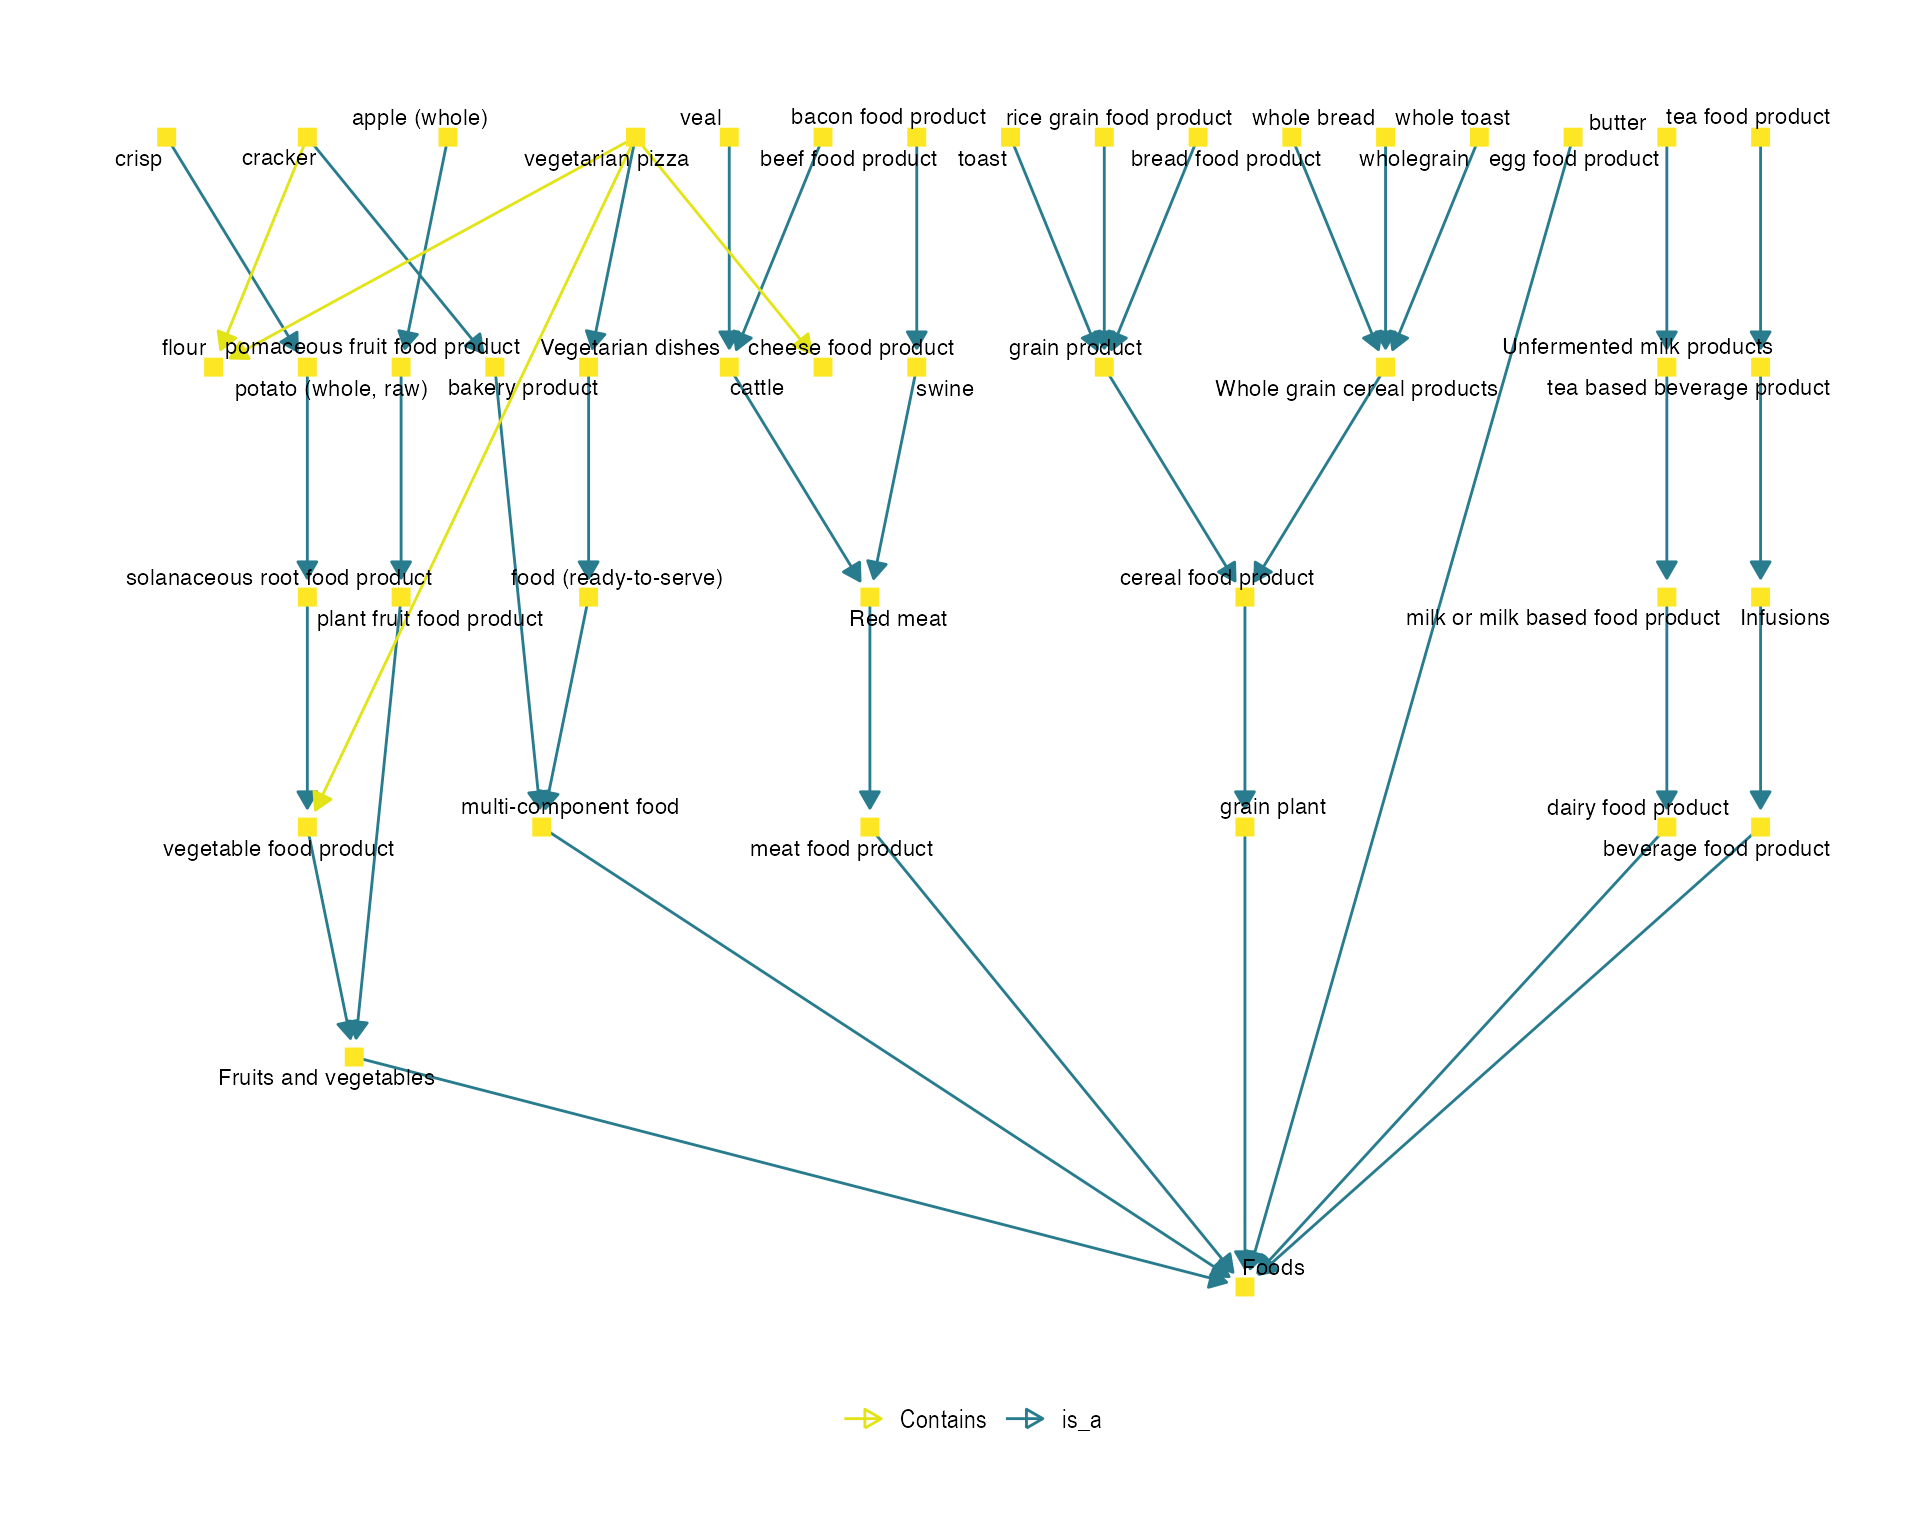 apple (whole)
veal
bacon food product
rice grain food product
whole bread
whole toast
butter
tea food product
crisp
cracker
vegetarian pizza
beef food product
toast
bread food product
wholegrain
egg food product
flour
pomaceous fruit food product
Vegetarian dishes
cheese food product
grain product
Unfermented milk products
potato (whole, raw)
bakery product
cattle
swine
Whole grain cereal products
tea based beverage product
solanaceous root food product
food (ready-to-serve)
cereal food product
plant fruit food product
Red meat
milk or milk based food product
Infusions
multi-component food
grain plant
dairy food product
vegetable food product
meat food product
beverage food product
Fruits and vegetables
Foods
Contains
is_a